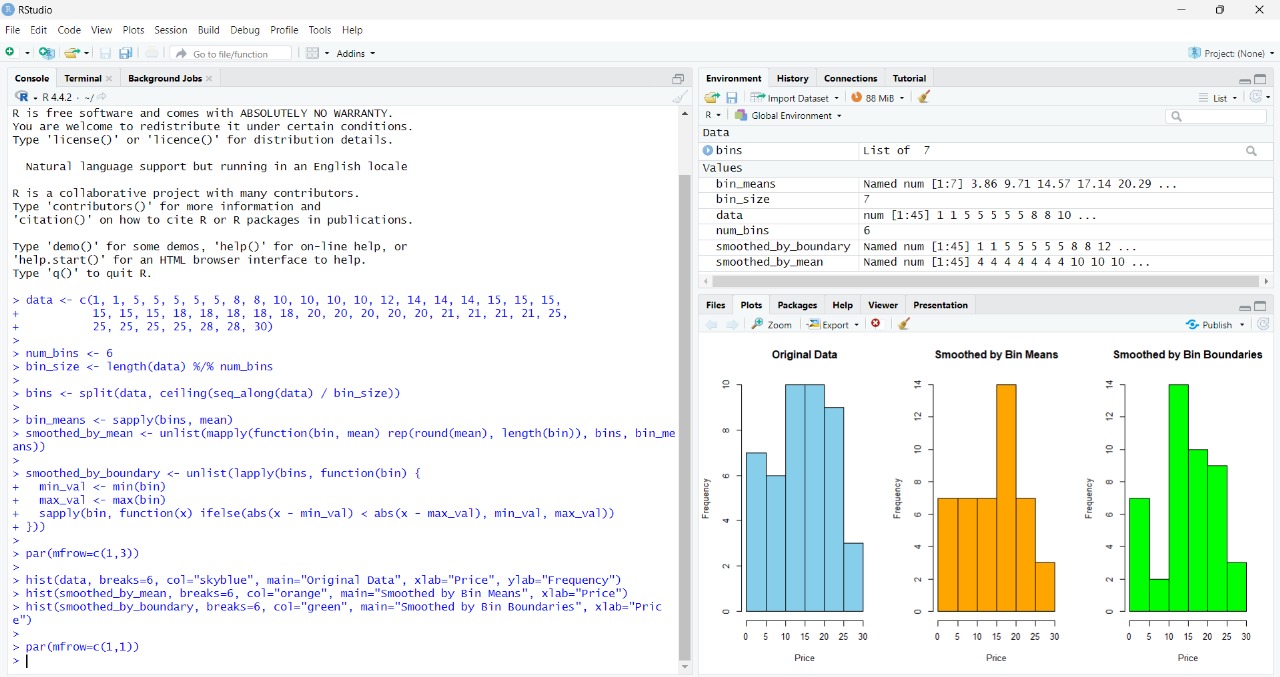 RStudio
File Edit Code View Plots Session Build Debug Profile Tools Help
Go to file/function Addins Project: (None)
Console Terminal Background Jobs
R 4.4.2 · ~/
R is free software and comes with ABSOLUTELY NO WARRANTY.
You are welcome to redistribute it under certain conditions.
Type 'license()' or 'licence()' for distribution details.
Natural language support but running in an English locale
R is a collaborative project with many contributors.
Type 'contributors()' for more information and
'citation()' on how to cite R or R packages in publications.
Type 'demo()' for some demos, 'help()' for on-line help, or
'help.start()' for an HTML browser interface to help.
Type 'q()' to quit R.
> data <- c(1, 1, 5, 5, 5, 5, 5, 8, 8, 10, 10, 10, 10, 12, 14, 14, 14, 15, 15, 15,
+ 15, 15, 15, 18, 18, 18, 18, 18, 20, 20, 20, 20, 20, 21, 21, 21, 21, 25,
+ 25, 25, 25, 25, 28, 28, 30)
>
> num_bins <- 6
> bin_size <- length(data) %/% num_bins
>
> bins <- split(data, ceiling(seq_along(data) / bin_size))
>
> bin_means <- sapply(bins, mean)
> smoothed_by_mean <- unlist(mapply(function(bin, mean) rep(round(mean), length(bin)), bins, bin_me
ans))
>
> smoothed_by_boundary <- unlist(lapply(bins, function(bin) {
+ min_val <- min(bin)
+ max_val <- max(bin)
+ sapply(bin, function(x) ifelse(abs(x - min_val) < abs(x - max_val), min_val, max_val))
+ }))
>
> par(mfrow=c(1,3))
>
> hist(data, breaks=6, col="skyblue", main="Original Data", xlab="Price", ylab="Frequency")
> hist(smoothed_by_mean, breaks=6, col="orange", main="Smoothed by Bin Means", xlab="Price")
> hist(smoothed_by_boundary, breaks=6, col="green", main="Smoothed by Bin Boundaries", xlab="Pric
e")
>
> par(mfrow=c(1,1))
>
Environment History Connections Tutorial
Import Dataset 88 MiB List
R Global Environment
Data
bins List of 7
Values
bin_means Named num [1:7] 3.86 9.71 14.57 17.14 20.29 ...
bin_size 7
data num [1:45] 1 1 5 5 5 5 5 8 8 10 ...
num_bins 6
smoothed_by_boundary Named num [1:45] 1 1 5 5 5 5 5 8 8 12 ...
smoothed_by_mean Named num [1:45] 4 4 4 4 4 4 4 10 10 10 ...
Files Plots Packages Help Viewer Presentation
Zoom Export Publish
Original Data
Frequency
0 2 4 6 8 10
0 5 10 15 20 25 30
Price
Smoothed by Bin Means
Frequency
0 2 4 6 8 10 12 14
0 5 10 15 20 25 30
Price
Smoothed by Bin Boundaries
Frequency
0 2 4 6 8 10 12 14
0 5 10 15 20 25 30
Price